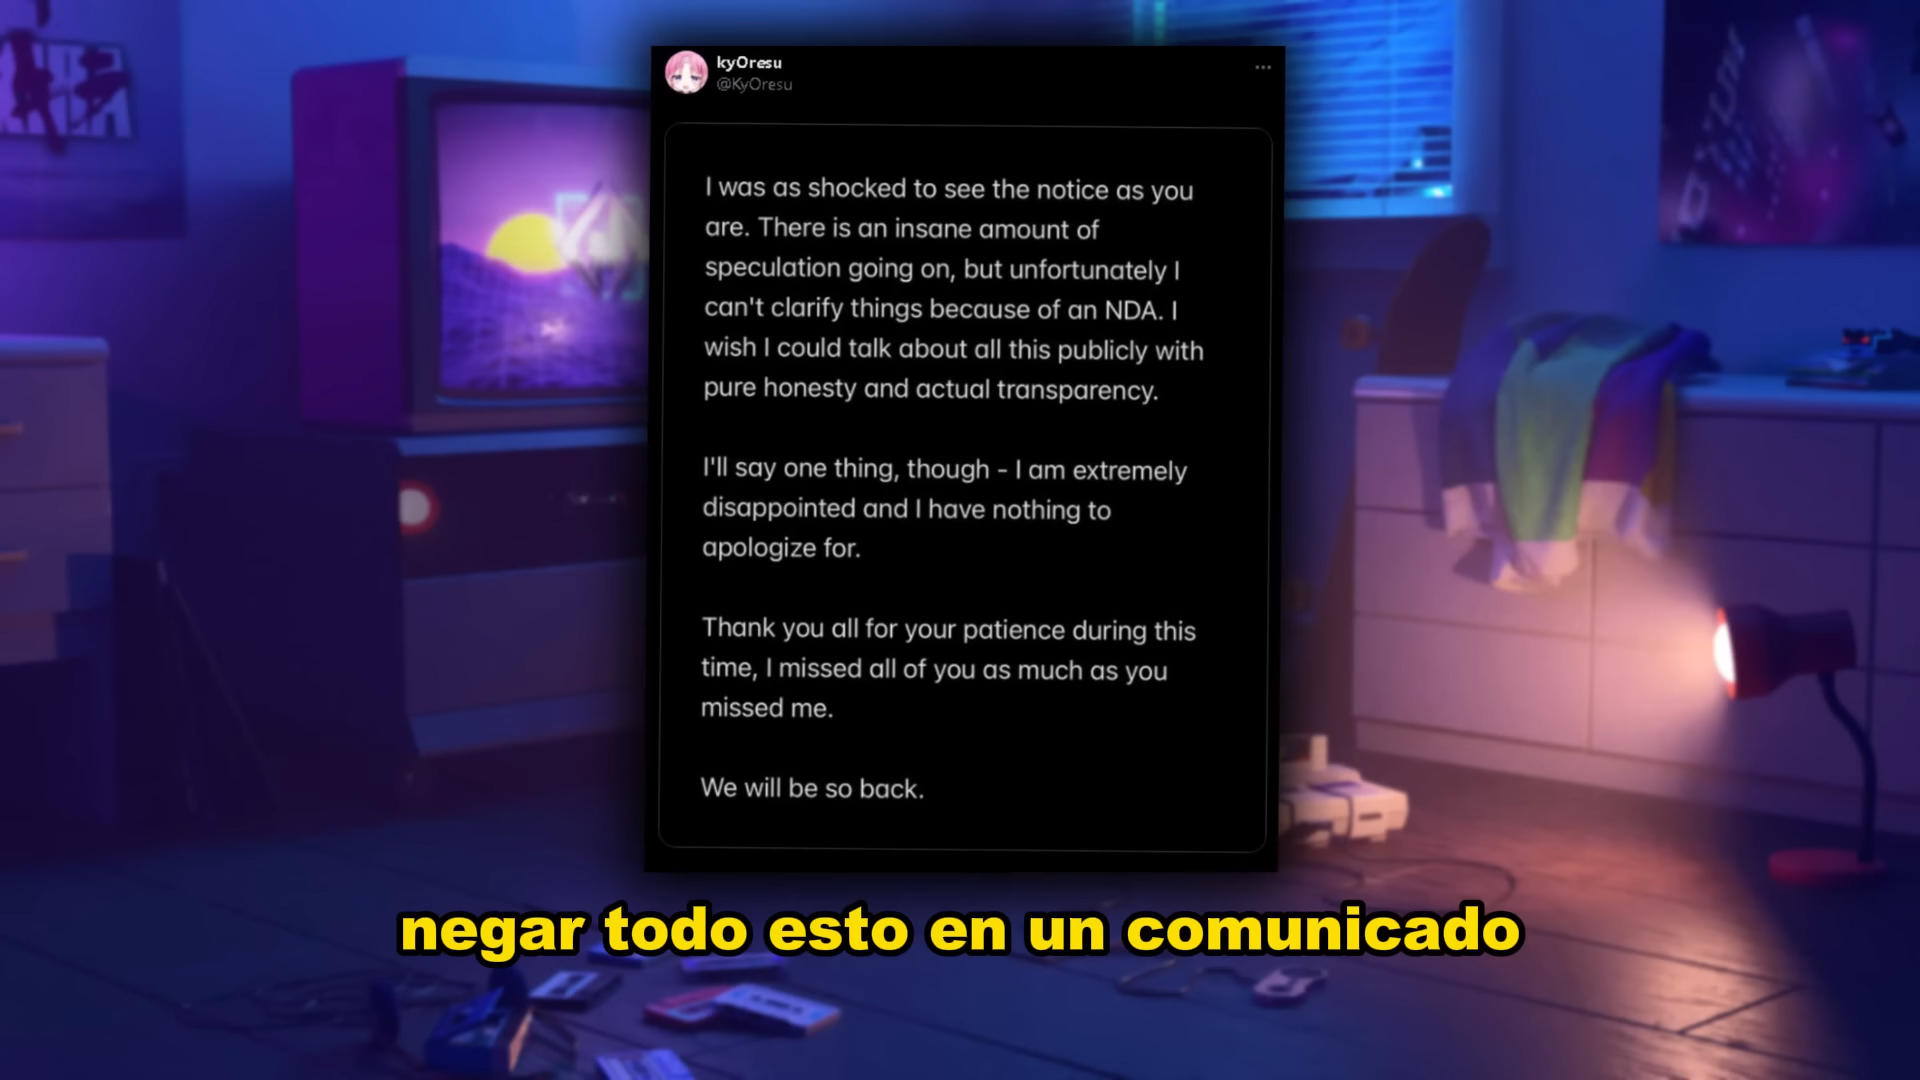 kyOresu
@KyOresu
I was as shocked to see the notice as you
are. There is an insane amount of
speculation going on, but unfortunately I
can't clarify things because of an NDA. I
wish I could talk about all this publicly with
pure honesty and actual transparency.
I'll say one thing, though - I am extremely
disappointed and I have nothing to
apologize for.
Thank you all for your patience during this
time, I missed all of you as much as you
missed me.
We will be so back.
negar todo esto en un comunicado